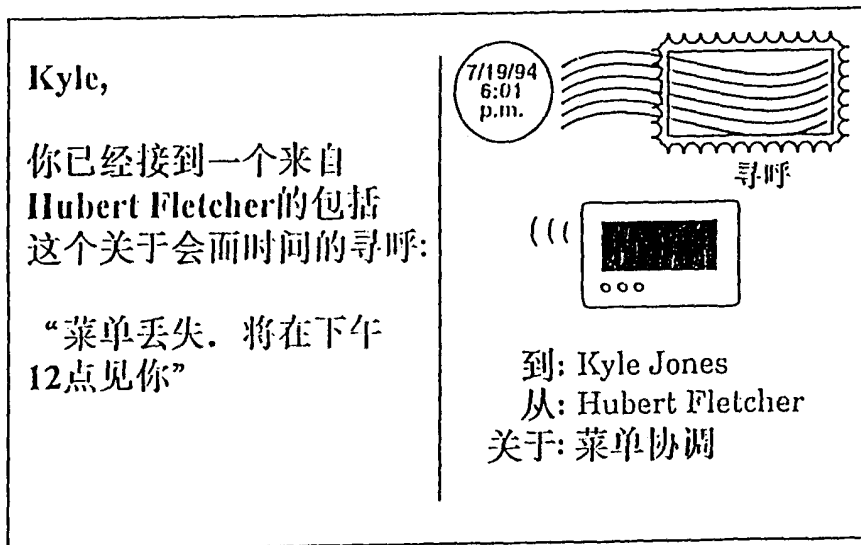 Kyle,
你已经接到一个来自
Hubert Fletcher的包括
这个关于会面时间的寻呼:
“菜单丢失. 将在下午
12点见你”
7/19/94
6:01
p.m.
寻呼
到: Kyle Jones
从: Hubert Fletcher
关于: 菜单协调